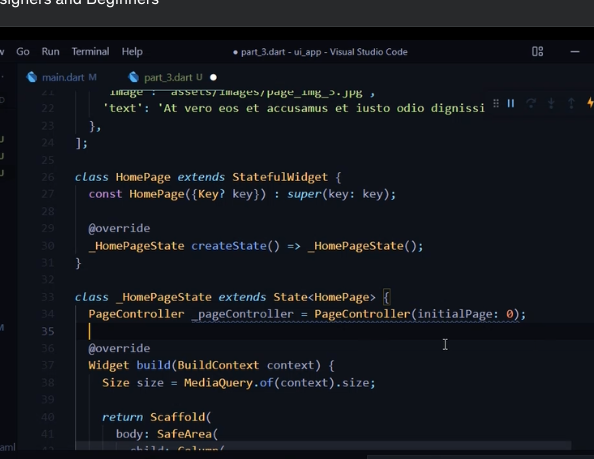 signers and Beginners
w Go Run Terminal Help
● part_3.dart - ui_app - Visual Studio Code
main.dart M
part_3.dart U ●
21 'image': 'assets/images/page_img_3.jpg',
22 'text': 'At vero eos et accusamus et iusto odio dignissi
23 },
24 ];
25
26 class HomePage extends StatefulWidget {
27 const HomePage({Key? key}) : super(key: key);
28
29 @override
30 _HomePageState createState() => _HomePageState();
31 }
32
33 class _HomePageState extends State<HomePage> {
34 PageController _pageController = PageController(initialPage: 0);
35
36 @override
37 Widget build(BuildContext context) {
38 Size size = MediaQuery.of(context).size;
39
40 return Scaffold(
41 body: SafeArea(
42 child: Column(
U
U
U
M
aml